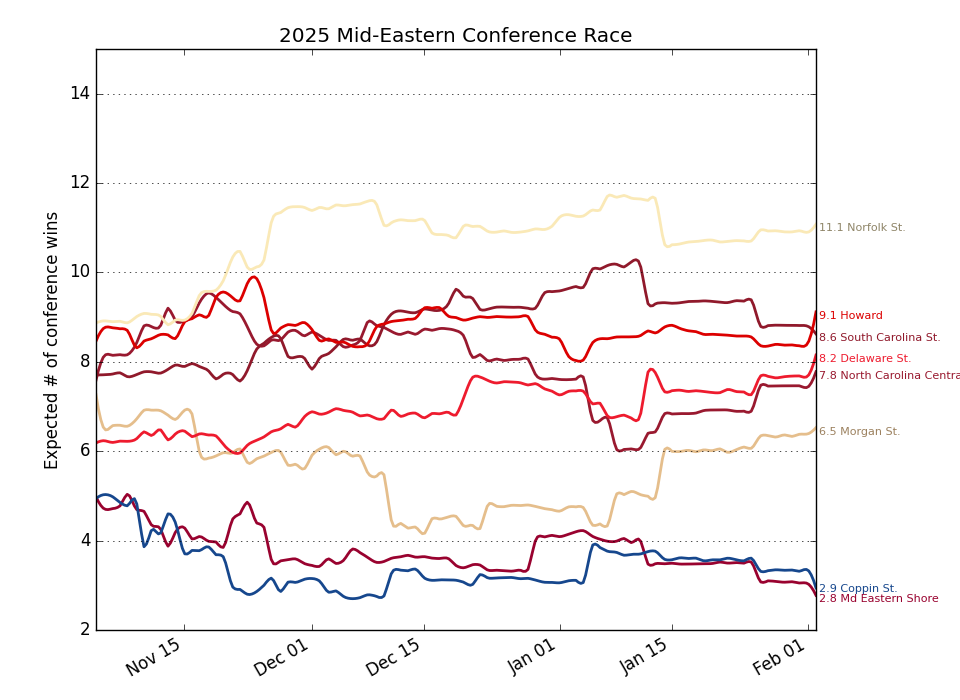 2025 Mid-Eastern Conference Race
Expected # of conference wins
14
12
10
8
6
4
2
11.1 Norfolk St.
9.1 Howard
8.6 South Carolina St.
8.2 Delaware St.
7.8 North Carolina Centra
6.5 Morgan St.
2.9 Coppin St.
2.8 Md Eastern Shore
Nov 15
Dec 01
Dec 15
Jan 01
Jan 15
Feb 01